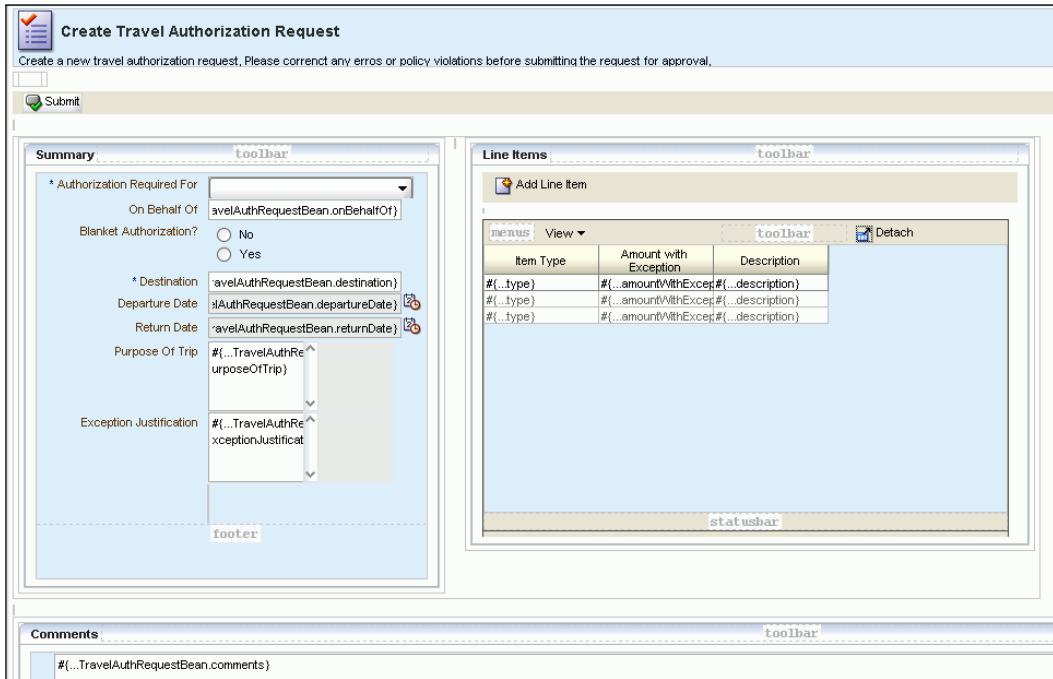 Create Travel Authorization Request
Create a new travel authorization request, Please correnct any erros or policy violations before submitting the request for approval,
Submit
Summary
toolbar
* Authorization Required For
On Behalf Of
avelAuthRequestBean.onBehalfOf}
Blanket Authorization?
No
Yes
* Destination
ravelAuthRequestBean.destination}
Departure Date
elAuthRequestBean.departureDate}
Return Date
ravelAuthRequestBean.returnDate}
Purpose Of Trip
#{...TravelAuthRe
urposeOfTrip}
Exception Justification
#{...TravelAuthRe
xceptionJustificat
footer
Line Items
toolbar
Add Line Item
menus
View
toolbar
Detach
Item Type
Amount with
Exception
Description
#{...type}
#{...amountWithExcep
#{...description}
#{...type}
#{...amountWithExcep
#{...description}
#{...type}
#{...amountWithExcep
#{...description}
statusbar
Comments
toolbar
#{...TravelAuthRequestBean.comments}